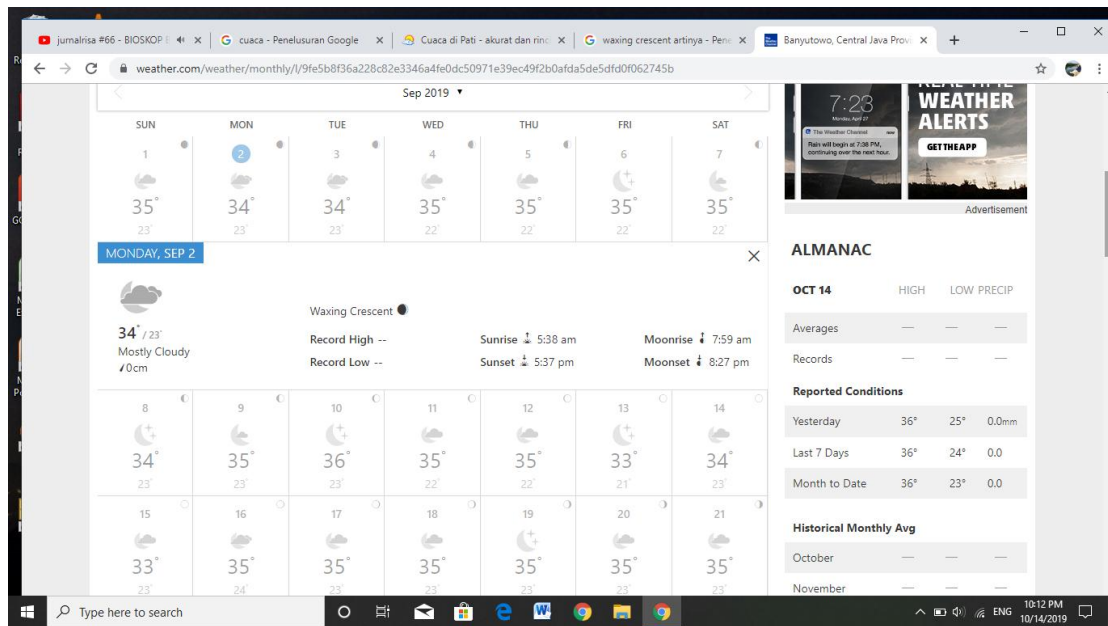 jurnalrisa #66 - BIOSKOP
cuaca - Penelusuran Google
Cuaca di Pati - akurat dan rinc
waxing crescent artinya - Pene
Banyutowo, Central Java Prov
weather.com/weather/monthly/l/9fe5b8f36a228c82e3346a4fe0dc50971e39ec49f2b0afda5de5dfd0f062745b
Sep 2019
SUN MON TUE WED THU FRI SAT
1 2 3 4 5 6 7
35° 34° 34° 35° 35° 35° 35°
23° 23° 23° 22° 22° 22° 22°
MONDAY, SEP 2
34° / 23°
Mostly Cloudy
0cm
Waxing Crescent
Record High --
Record Low --
Sunrise 5:38 am
Sunset 5:37 pm
Moonrise 7:59 am
Moonset 8:27 pm
8 9 10 11 12 13 14
34° 35° 36° 35° 35° 33° 34°
23° 23° 23° 22° 22° 21° 23°
15 16 17 18 19 20 21
33° 35° 35° 35° 35° 35° 35°
23° 24° 23° 23° 23° 23° 23°
7:23
Monday, April 27
The Weather Channel now
Rain will begin at 7:38 PM,
continuing over the next hour.
WEATHER
ALERTS
GET THE APP
Advertisement
ALMANAC
OCT 14 HIGH LOW PRECIP
Averages — — —
Records — — —
Reported Conditions
Yesterday 36° 25° 0.0mm
Last 7 Days 36° 24° 0.0
Month to Date 36° 23° 0.0
Historical Monthly Avg
October — — —
November — — —
Type here to search
ENG
10:12 PM
10/14/2019